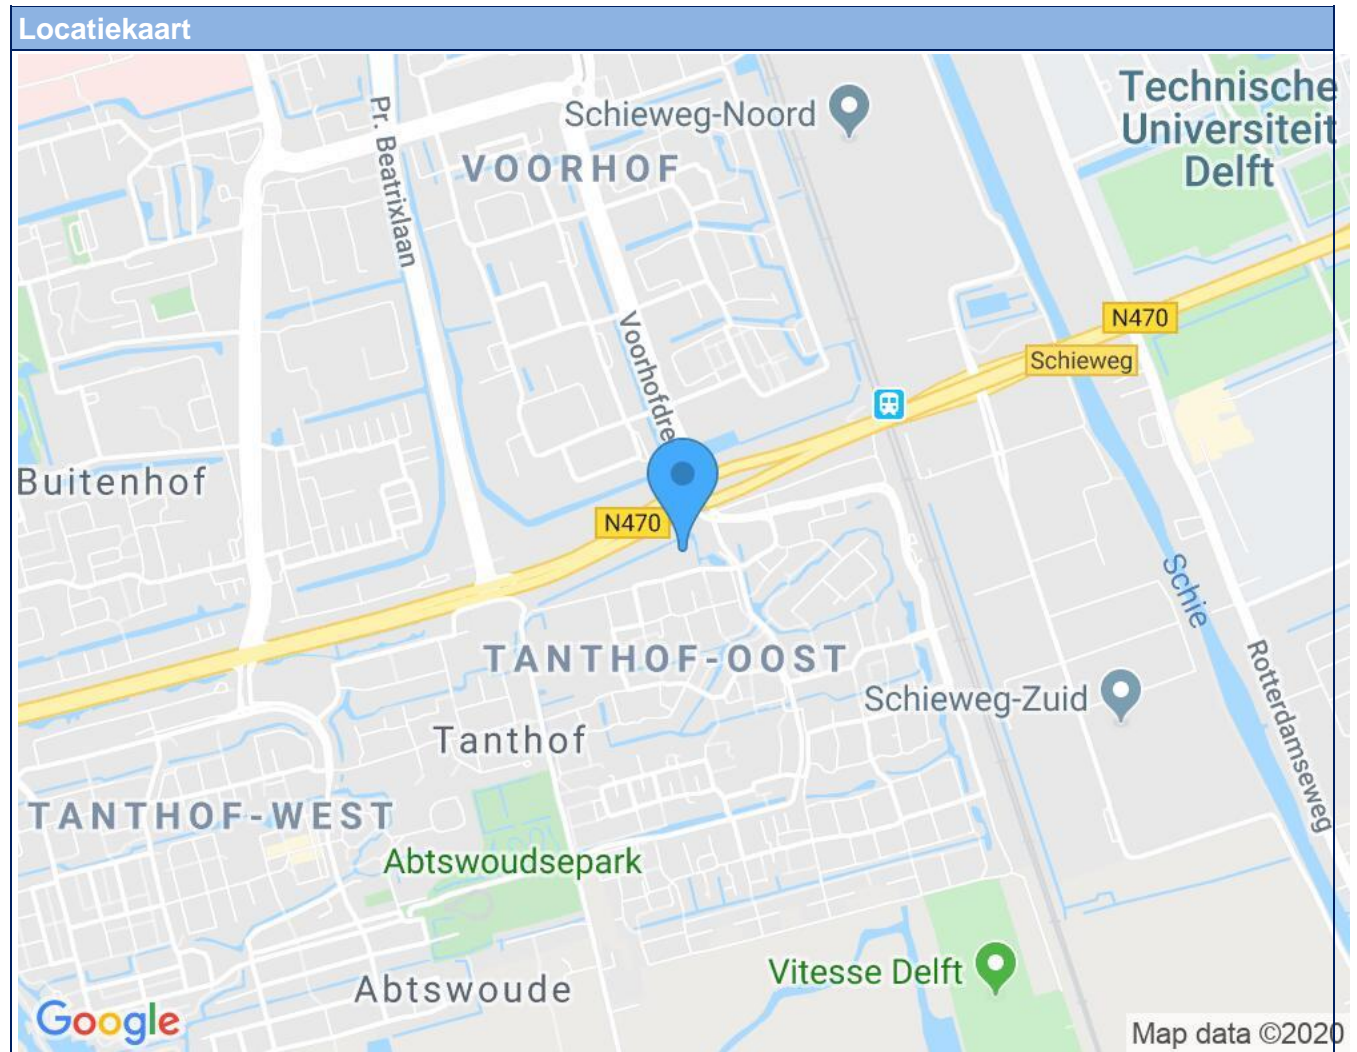 Locatiekaart
Technische
Universiteit
Delft
Schieweg-Noord
VOORHOF
Pr. Beatrixlaan
N470
Voorhofdre
Schieweg
Buitenhof
N470
Schie
TANTHOF-OOST
Schieweg-Zuid
Rotterdamseweg
Tanthof
TANTHOF-WEST
Abtswoudsepark
Vitesse Delft
Abtswoude
Google
Map data ©2020